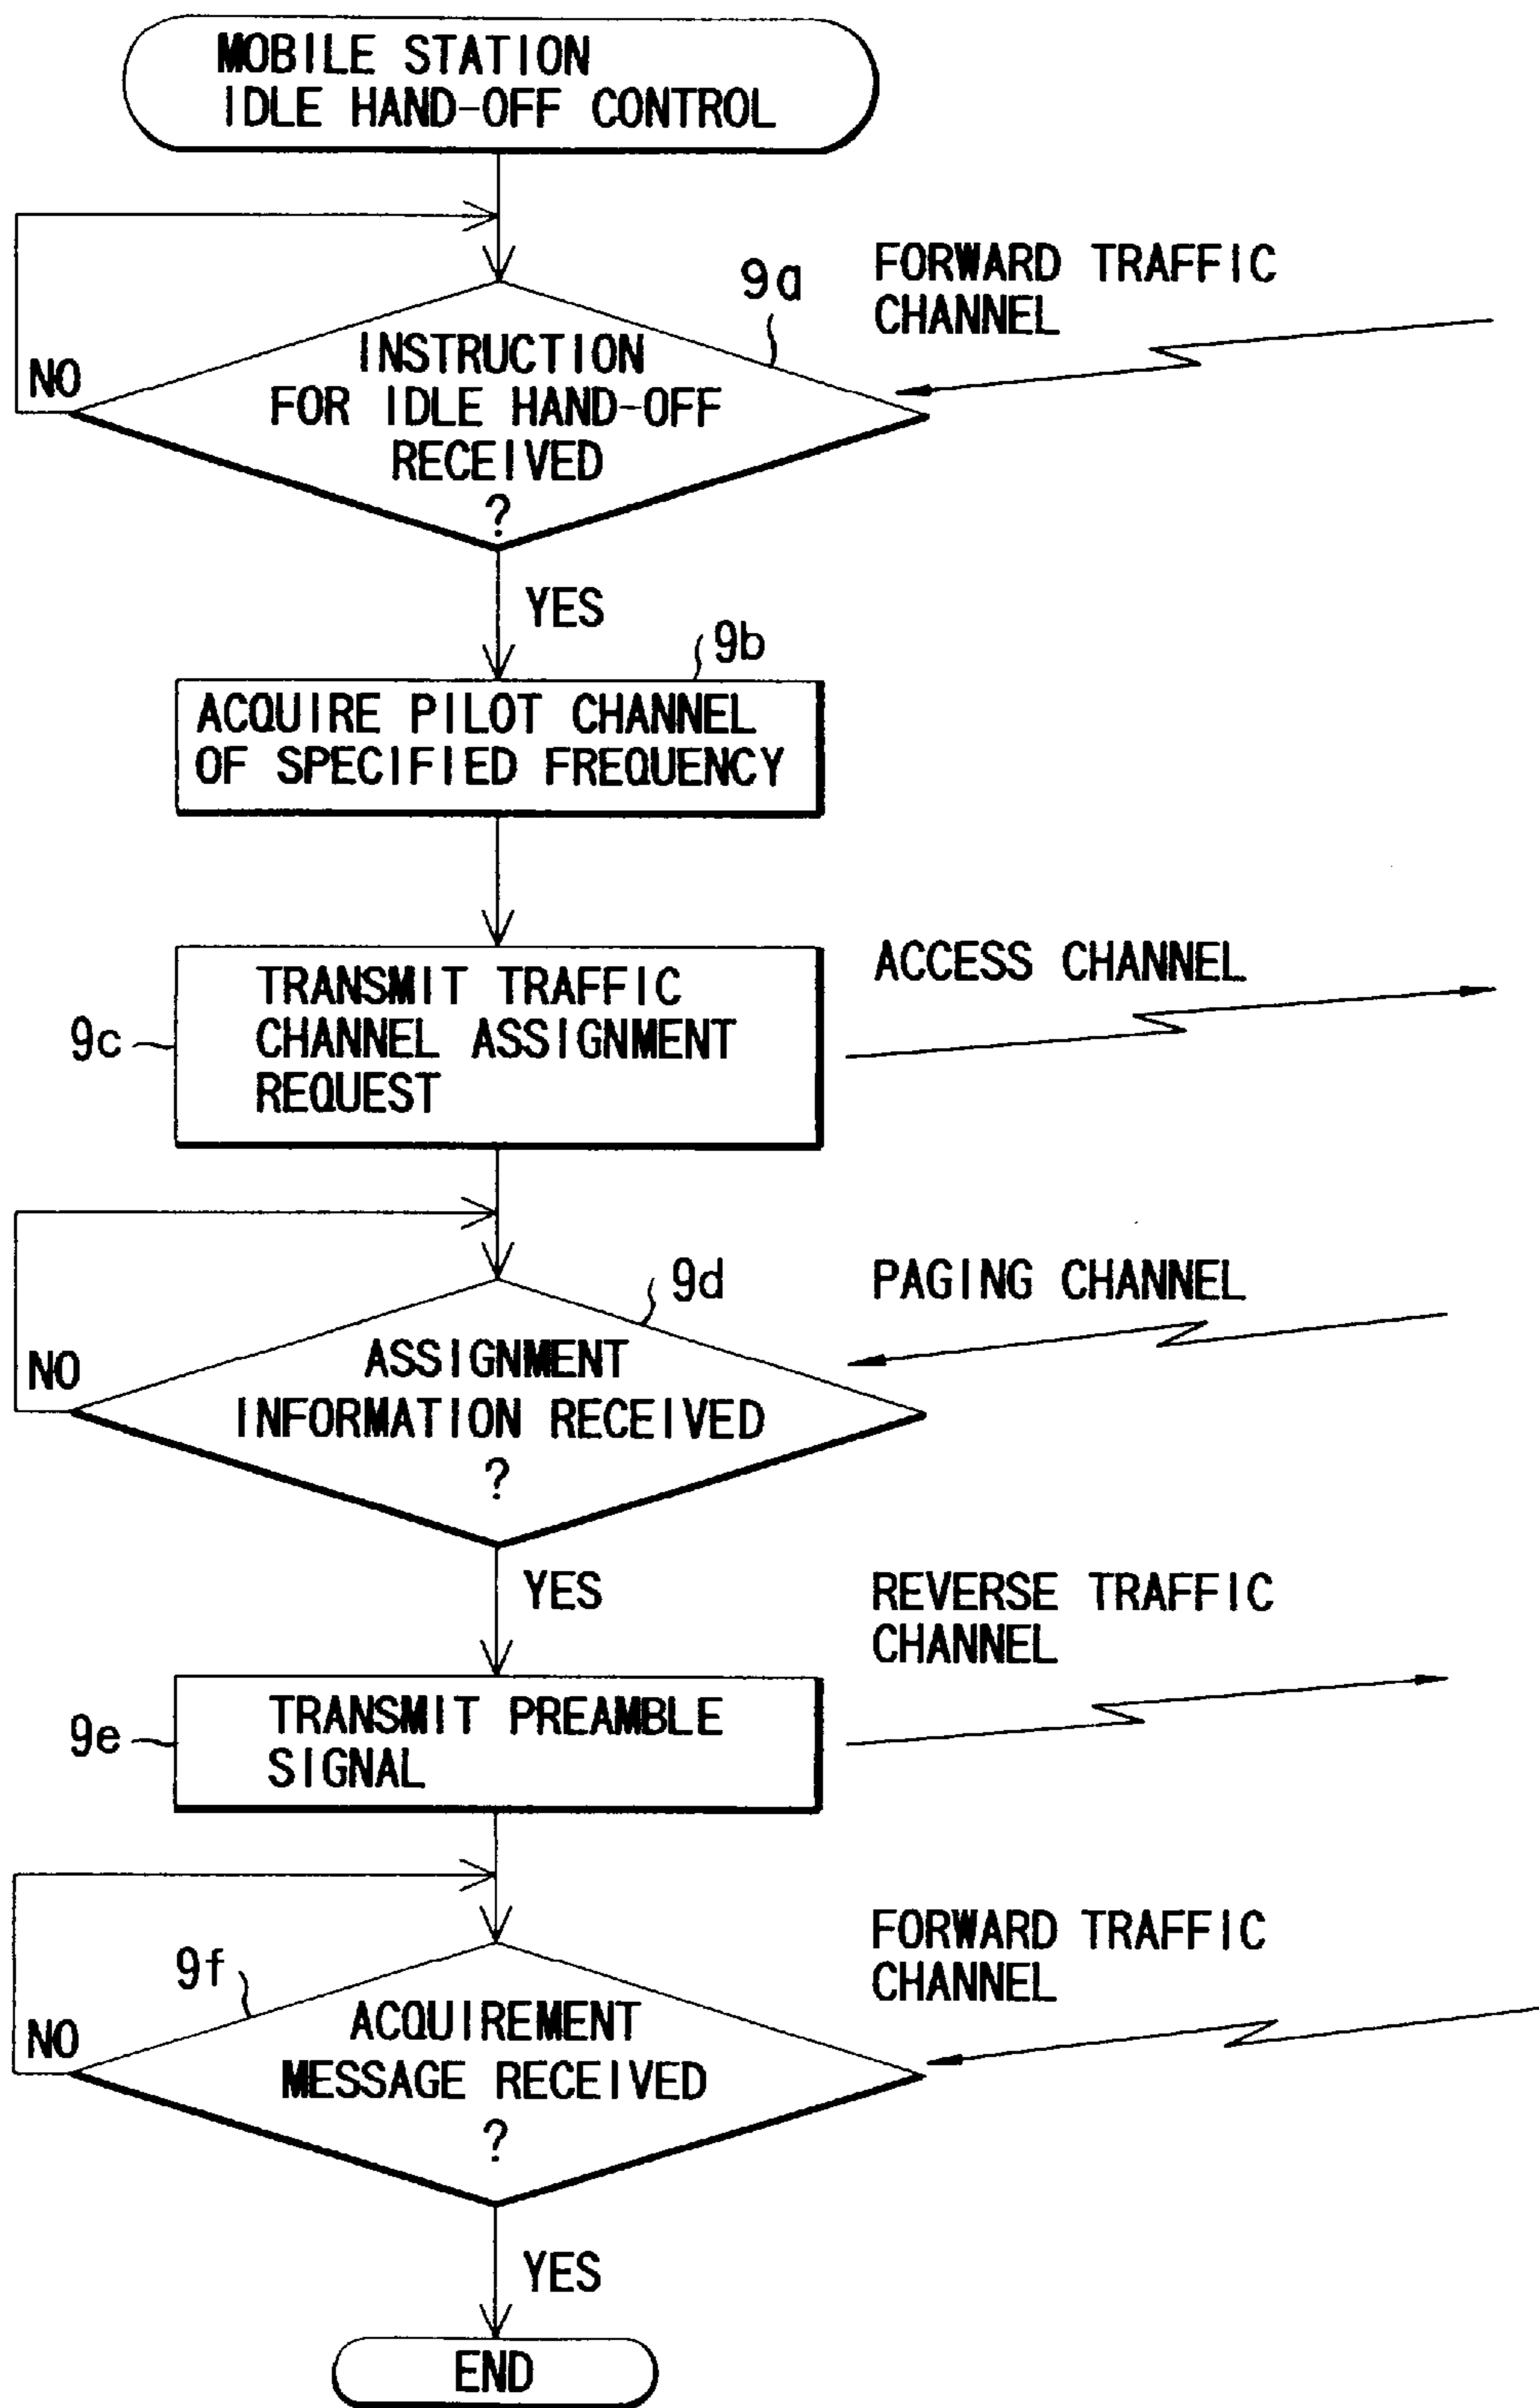 MOBILE STATION
IDLE HAND-OFF CONTROL
9a
FORWARD TRAFFIC
CHANNEL
NO
INSTRUCTION
FOR IDLE HAND-OFF
RECEIVED
?
YES
9b
ACQUIRE PILOT CHANNEL
OF SPECIFIED FREQUENCY
9c
TRANSMIT TRAFFIC
CHANNEL ASSIGNMENT
REQUEST
ACCESS CHANNEL
9d
PAGING CHANNEL
NO
ASSIGNMENT
INFORMATION RECEIVED
?
YES
REVERSE TRAFFIC
CHANNEL
9e
TRANSMIT PREAMBLE
SIGNAL
9f
FORWARD TRAFFIC
CHANNEL
NO
ACQUIREMENT
MESSAGE RECEIVED
?
YES
END